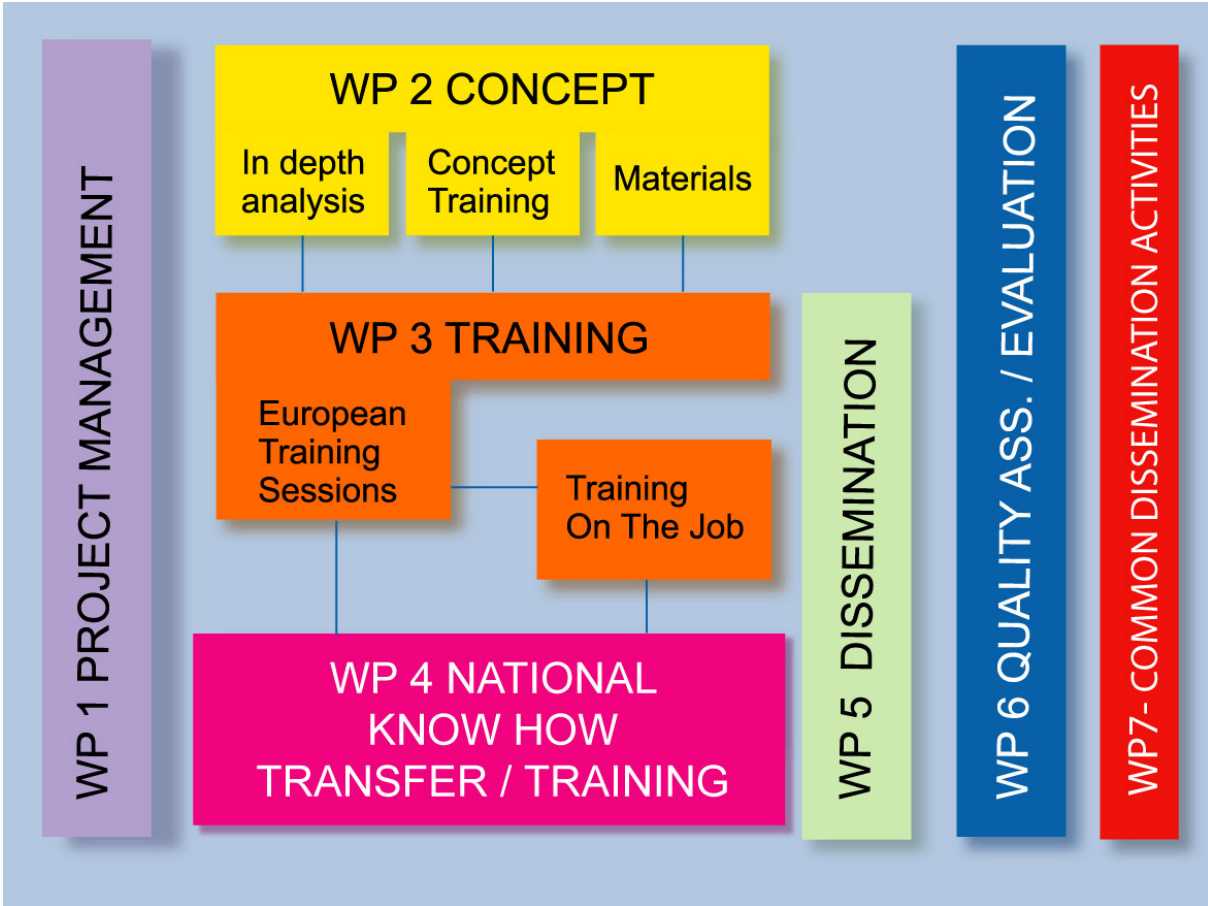 WP 1 PROJECT MANAGEMENT
WP 2 CONCEPT
In depth
analysis
Concept
Training
Materials
WP 3 TRAINING
European
Training
Sessions
Training
On The Job
WP 4 NATIONAL
KNOW HOW
TRANSFER / TRAINING
WP 5 DISSEMINATION
WP 6 QUALITY ASS. / EVALUATION
WP7- COMMON DISSEMINATION ACTIVITIES